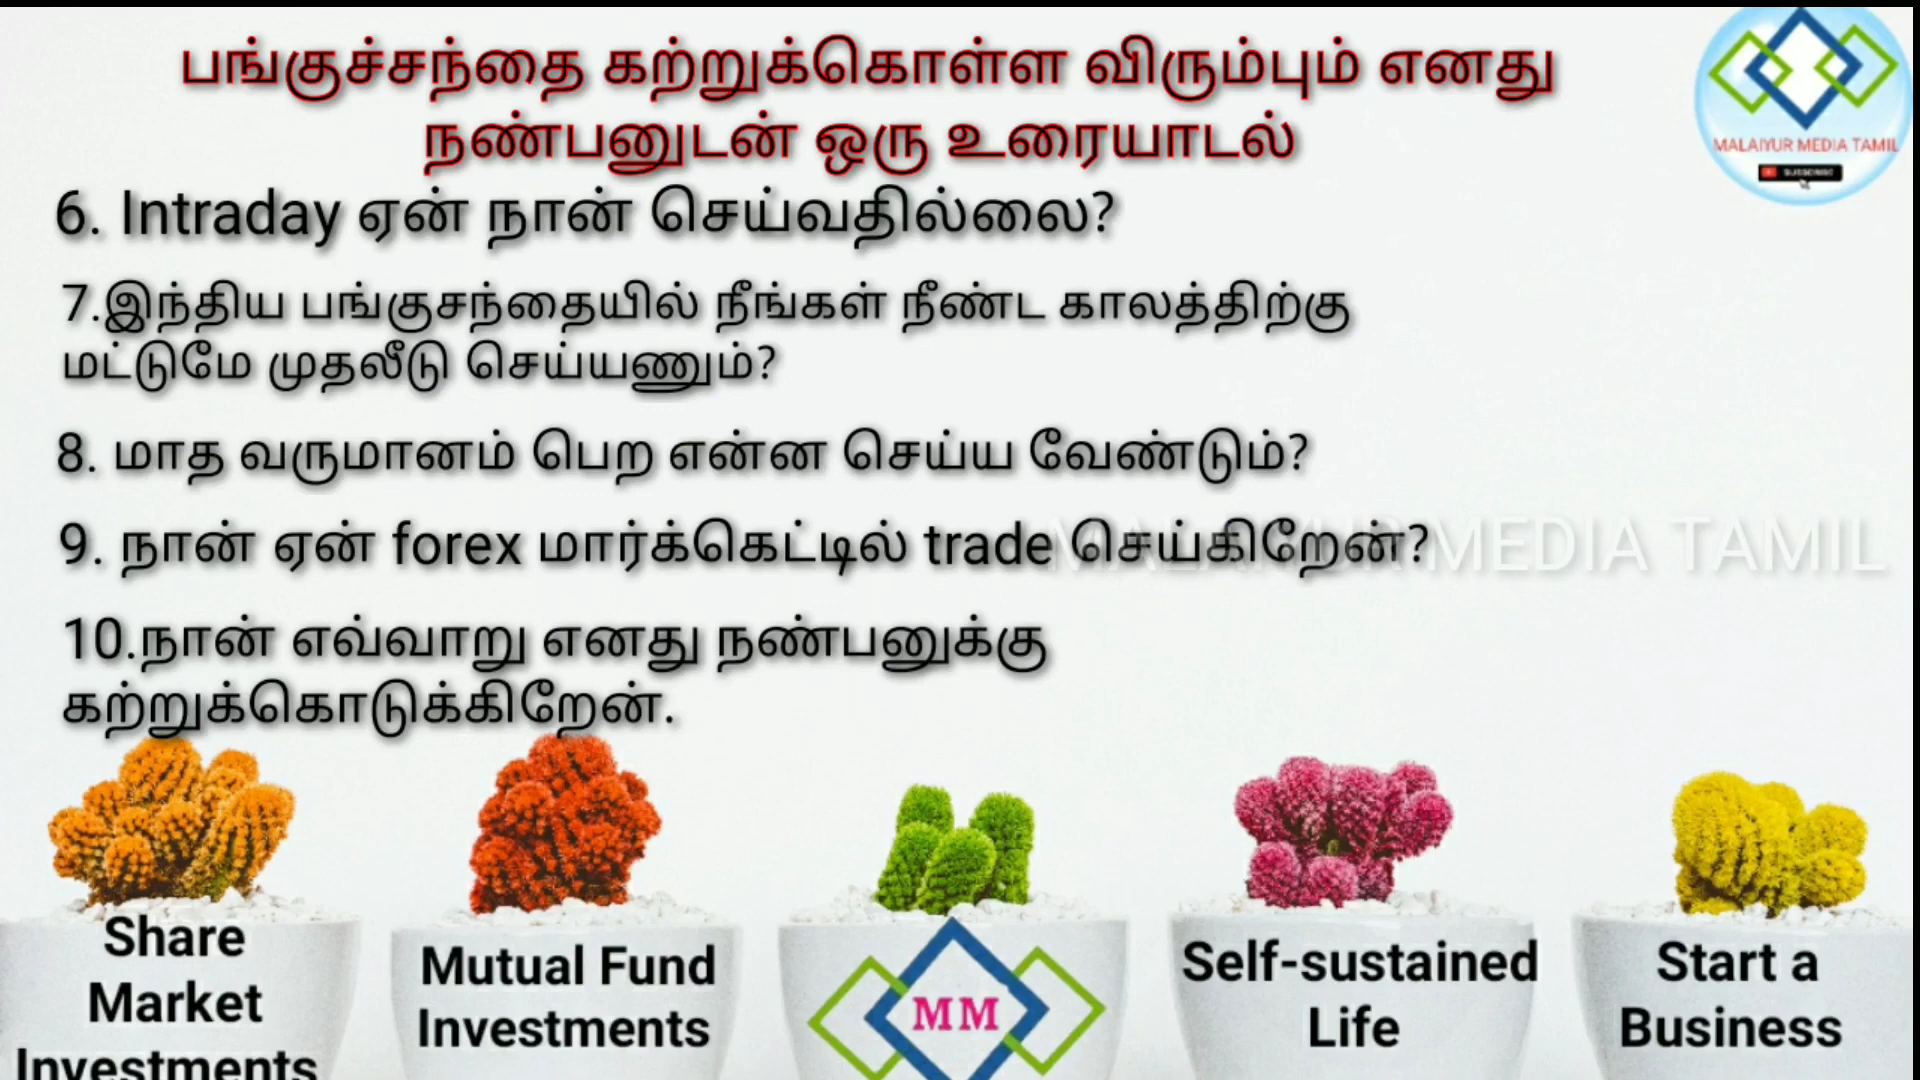 பங்குச்சந்தை கற்றுக்கொள்ள விரும்பும் எனது
நண்பனுடன் ஒரு உரையாடல்
MALAIYUR MEDIA TAMIL
SUBSCRIBE
6. Intraday ஏன் நான் செய்வதில்லை?
7.இந்திய பங்குசந்தையில் நீங்கள் நீண்ட காலத்திற்கு
மட்டுமே முதலீடு செய்யணும்?
8. மாத வருமானம் பெற என்ன செய்ய வேண்டும்?
9. நான் ஏன் forex மார்க்கெட்டில் trade செய்கிறேன்?
MALAIYUR MEDIA TAMIL
10.நான் எவ்வாறு எனது நண்பனுக்கு
கற்றுக்கொடுக்கிறேன்.
Share
Market
Investments
Mutual Fund
Investments
MM
Self-sustained
Life
Start a
Business